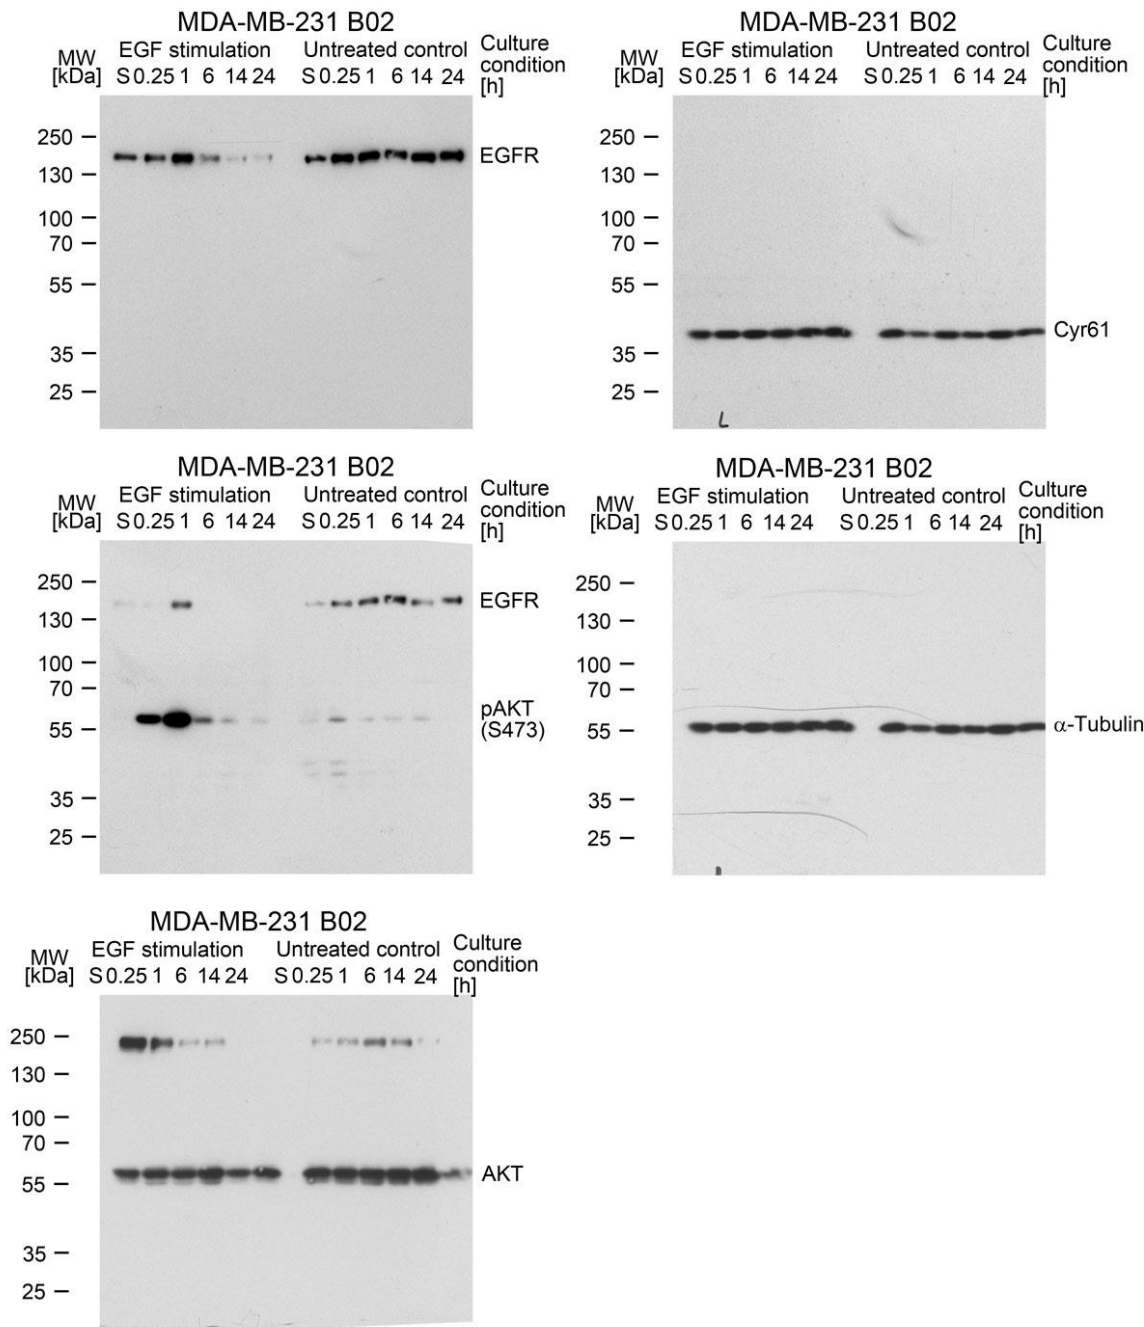 MDA-MB-231 B02
MW EGF stimulation Untreated control Culture
[kDa] S 0.25 1 6 14 24 S 0.25 1 6 14 24 condition
[h]
250
130
100
70
55
35
25
EGFR
MDA-MB-231 B02
MW EGF stimulation Untreated control Culture
[kDa] S 0.25 1 6 14 24 S 0.25 1 6 14 24 condition
[h]
250
130
100
70
55
35
25
Cyr61
L
MDA-MB-231 B02
MW EGF stimulation Untreated control Culture
[kDa] S 0.25 1 6 14 24 S 0.25 1 6 14 24 condition
[h]
250
130
100
70
55
35
25
EGFR
pAKT
(S473)
MDA-MB-231 B02
MW EGF stimulation Untreated control Culture
[kDa] S 0.25 1 6 14 24 S 0.25 1 6 14 24 condition
[h]
250
130
100
70
55
35
25
α-Tubulin
MDA-MB-231 B02
MW EGF stimulation Untreated control Culture
[kDa] S 0.25 1 6 14 24 S 0.25 1 6 14 24 condition
[h]
250
130
100
70
55
35
25
AKT